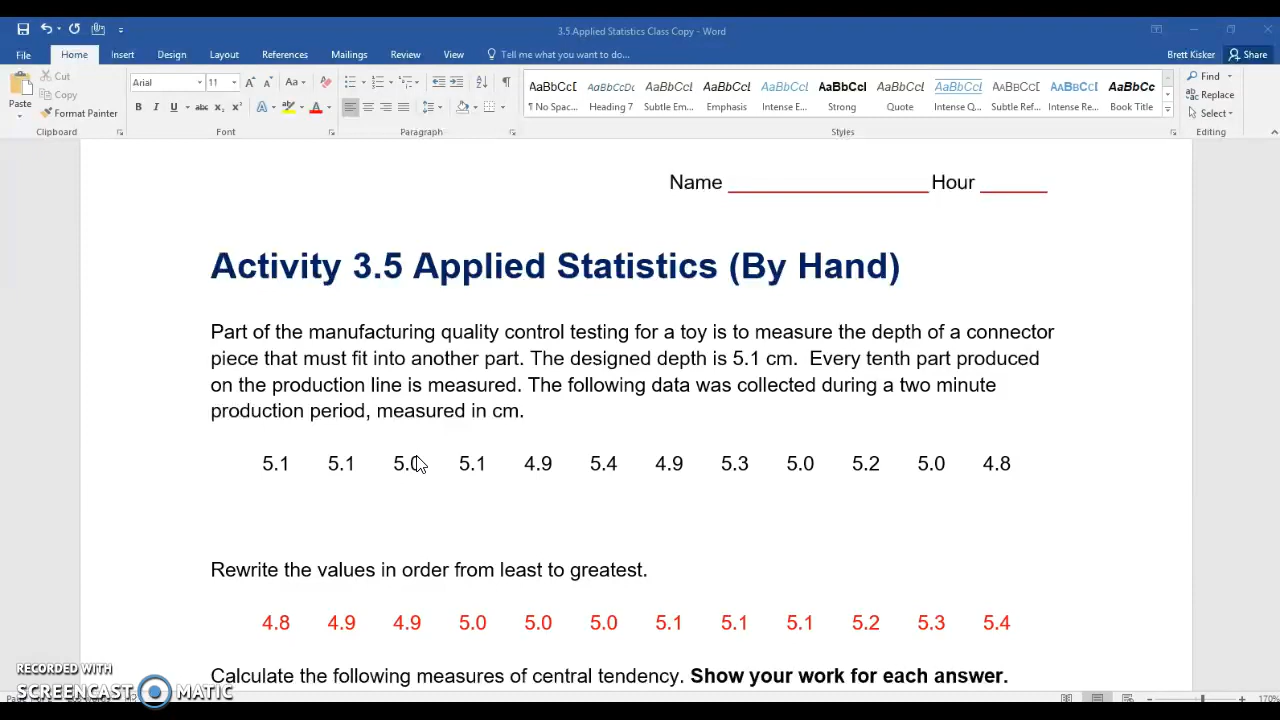 3.5 Applied Statistics Class Copy - Word
File Home Insert Design Layout References Mailings Review View Tell me what you want to do... Brett Kisker Share
Paste
Cut
Copy
Format Painter
Clipboard
Arial 11
Font
Paragraph
AaBbCcI AaBbCcDı AaBbCcDı AaBbCcDı AaBbCcDı AaBbCcI AaBbCcDı AaBbCcI AaBbCcDı AaBbCcI AaBbCc
¶ No Spac... Heading 7 Subtle Em... Emphasis Intense E... Strong Quote Intense Q... Subtle Ref... Intense Re... Book Title
Styles
Find
Replace
Select
Editing
Name Hour
Activity 3.5 Applied Statistics (By Hand)
Part of the manufacturing quality control testing for a toy is to measure the depth of a connector
piece that must fit into another part. The designed depth is 5.1 cm. Every tenth part produced
on the production line is measured. The following data was collected during a two minute
production period, measured in cm.
5.1 5.1 5.0 5.1 4.9 5.4 4.9 5.3 5.0 5.2 5.0 4.8
Rewrite the values in order from least to greatest.
4.8 4.9 4.9 5.0 5.0 5.0 5.1 5.1 5.1 5.2 5.3 5.4
Calculate the following measures of central tendency. Show your work for each answer.
RECORDED WITH
SCREENCAST MATIC
170%